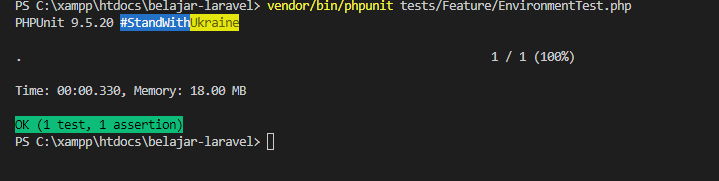 PS C:\xampp\htdocs\belajar-laravel> vendor/bin/phpunit tests/Feature/EnvironmentTest.php
PHPUnit 9.5.20 #StandWithUkraine
. 1 / 1 (100%)
Time: 00:00.330, Memory: 18.00 MB
OK (1 test, 1 assertion)
PS C:\xampp\htdocs\belajar-laravel>